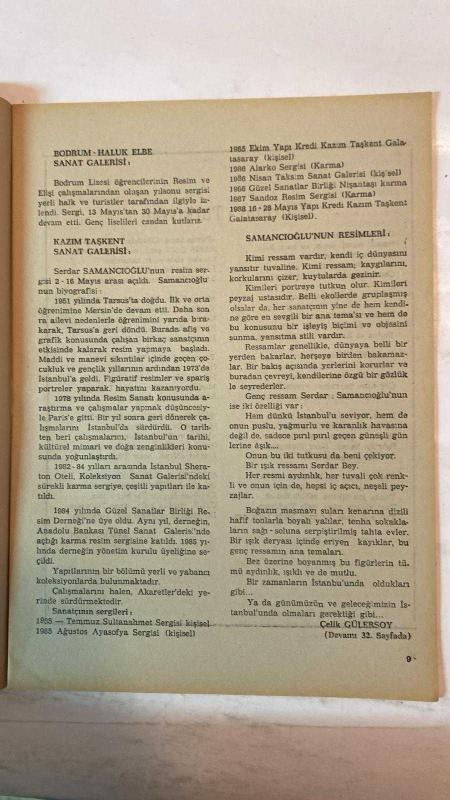 BODRUM - HALUK ELBE
SANAT GALERİSİ:
Bodrum Lisesi öğrencilerinin Resim ve
Elişi çalışmalarından oluşan yılsonu sergisi
yerli halk ve turistler tarafından ilgiyle iz-
lendi. Sergi, 13 Mayıs'tan 30 Mayıs'a kadar
devam etti. Genç liselileri candan kutlarız.
KAZIM TAŞKENT
SANAT GALERİSİ:
Serdar SAMANCIOĞLU'nun resim ser-
gisi 2 - 16 Mayıs arası açıldı. Samancıoğlu'
nun biyografisi:
1951 yılında Tarsus'ta doğdu. İlk ve orta
öğrenimine Mersin'de devam etti. Daha son
ra ailevi nedenlerle öğrenimini yarıda bıra-
karak, Tarsus'a geri döndü. Burada afiş ve
grafik konusunda çalışan birkaç sanatçının
etkisinde kalarak resim yapmaya başladı.
Maddi ve manevi sıkıntılar içinde geçen ço-
cukluk ve gençlik yıllarının ardından 1973'de
İstanbul'a geldi. Figüratif resimler ve sipariş
portreler yaparak, hayatını kazanıyordu.
1978 yılında Resim Sanatı konusunda a-
raştırma ve çalışmalar yapmak düşüncesiy-
le Paris'e gitti. Bir yıl sonra geri dönerek ça-
lışmalarını İstanbul'da sürdürdü. O tarih-
ten beri çalışmalarını, İstanbul'un tarihi,
kültürel mimari ve doğa zenginlikleri konu-
sunda yoğunlaştırdı.
1982 - 84 yılları arasında İstanbul Shera-
ton Oteli, Koleksiyon Sanat Galerisi'ndeki
sürekli karma sergiye, çeşitli yapıtları ile ka-
tıldı.
1984 yılında Güzel Sanatlar Birliği Re-
sim Derneği'ne üye oldu. Aynı yıl, derneğin,
Anadolu Bankası Tünel Sanat Galerisi'nde
açtığı karma resim sergisine katıldı. 1985 yı-
lında derneğin yönetim kurulu üyeliğine se-
çildi.
Yapıtlarının bir bölümü yerli ve yabancı
koleksiyonlarda bulunmaktadır.
Çalışmalarını halen, Akaretler'deki ye-
rinde sürdürmektedir.
Sanatçının sergileri:
1985 — Temmuz Sultanahmet Sergisi kişisel
1985 Ağustos Ayasofya Sergisi (kişisel)
1985 Ekim Yapı Kredi Kazım Taşkent Gala-
tasaray (kişisel)
1986 Alarko Sergisi (Karma)
1986 Nisan Taksim Sanat Galerisi (kişisel)
1986 Güzel Sanatlar Birliği Nişantaşı karma
1987 Sandoz Resim Sergisi (Karma)
1988 16 - 28 Mayıs Yapı Kredi Kazım Taşkent
Galatasaray (Kişisel).
SAMANCIOĞLU'NUN RESİMLERİ:
Kimi ressam vardır, kendi iç dünyasını
yansıtır tuvaline. Kimi ressam; kaygılarını,
korkularını çizer, kuytularda gezinir.
Kimileri portreye tutkun olur. Kimileri
peyzaj ustasıdır. Belli ekollerde gruplaşmış
olsalar da, her sanatçının yine de hem kendi-
ne göre en sevgili bir ana teması ve hem de
bu konusunu bir işleyiş biçimi ve objesini
sunma, yansıtma stili vardır.
Ressamlar genellikle, dünyaya belli bir
yerden bakarlar, herşeye birden bakamaz-
lar. Bir bakış açısında yerlerini korurlar ve
buradan çevreyi, kendilerine özgü bir gözlük
le seyrederler.
Genç ressam Serdar Samancıoğlu'nun
ise iki özelliği var:
Hem dünkü İstanbul'u seviyor, hem de
onun puslu, yağmurlu ve karanlık havasına
değil de, sadece pırıl pırıl geçen güneşli gün
lerine âşık...
Onun bu iki tutkusu da beni çekiyor.
Bir ışık ressamı Serdar Bey.
Her resmi aydınlık, her tuvali çok renk-
li ve onun için de, hepsi iç açıcı, neşeli pey-
zajlar.
Boğazın masmavi suları kenarına dizili
hafif tonlarla boyalı yalılar, tenha sokakla-
rın sağı - soluna serpiştirilmiş tahta evler.
Bir ışık deryası içinde eriyen kayıklar, bu
genç ressamın ana temaları.
Bez üzerine boyanmış bu figürlerin tü-
mü aydınlık, ışıklı ve de mutlu.
Bir zamanların İstanbu'unda oldukları
gibi...
Ya da günümüzün ve geleceğimizin İs-
tanbul'unda olmaları gerektiği gibi...
Çelik GÜLERSOY
(Devamı 32. Sayfada)
9